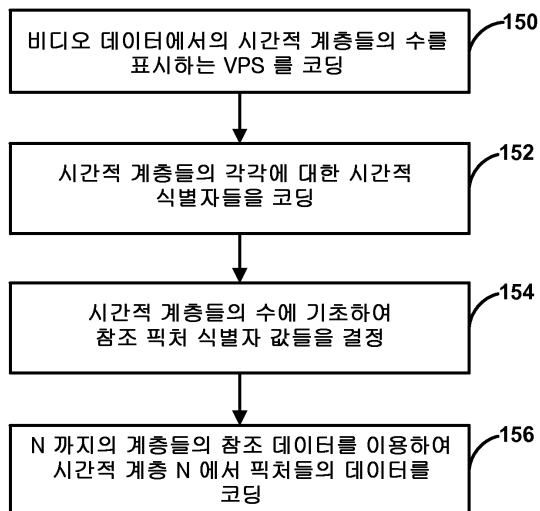 비디오 데이터에서의 시간적 계층들의 수를
표시하는 VPS 를 코딩
150
시간적 계층들의 각각에 대한 시간적
식별자들을 코딩
152
시간적 계층들의 수에 기초하여
참조 픽처 식별자 값들을 결정
154
N 까지의 계층들의 참조 데이터를 이용하여
시간적 계층 N 에서 픽처들의 데이터를
코딩
156